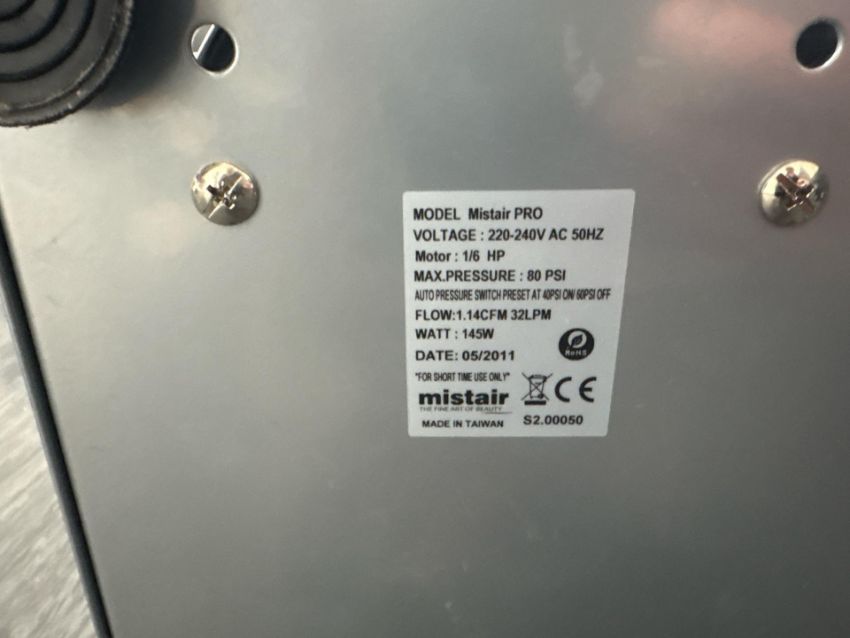 MODEL Mistair PRO
VOLTAGE : 220-240V AC 50HZ
Motor : 1/6 HP
MAX.PRESSURE : 80 PSI
AUTO PRESSURE SWITCH PRESET AT 40PSI ON/ 60PSI OFF
FLOW:1.14CFM 32LPM
WATT : 145W
RoHS
DATE: 05/2011
"FOR SHORT TIME USE ONLY"
CE
mistair
THE FINE ART OF BEAUTY
MADE IN TAIWAN S2.00050